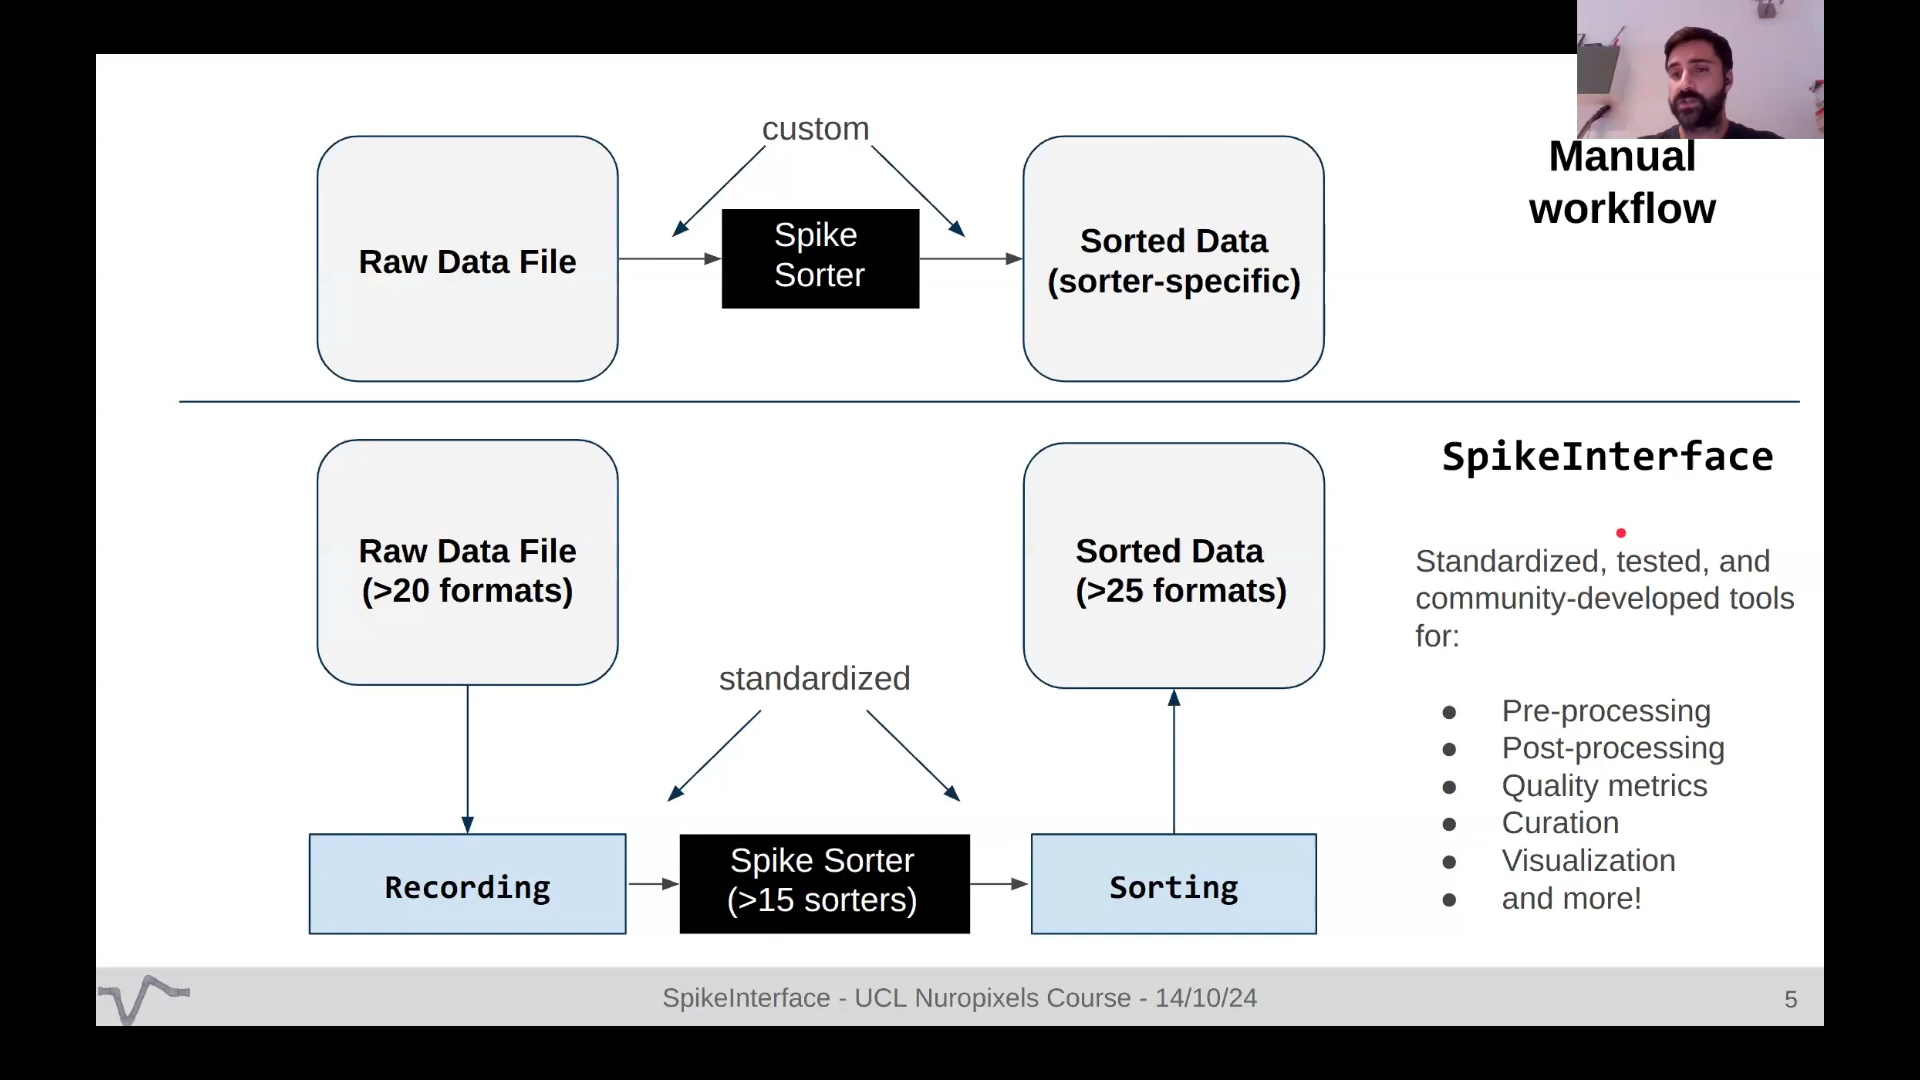 custom
Manual
workflow
Raw Data File
Spike
Sorter
Sorted Data
(sorter-specific)
SpikeInterface
Raw Data File
(>20 formats)
Sorted Data
(>25 formats)
Standardized, tested, and
community-developed tools
for:
standardized
● Pre-processing
● Post-processing
● Quality metrics
● Curation
● Visualization
● and more!
Recording
Spike Sorter
(>15 sorters)
Sorting
SpikeInterface - UCL Nuropixels Course - 14/10/24
5